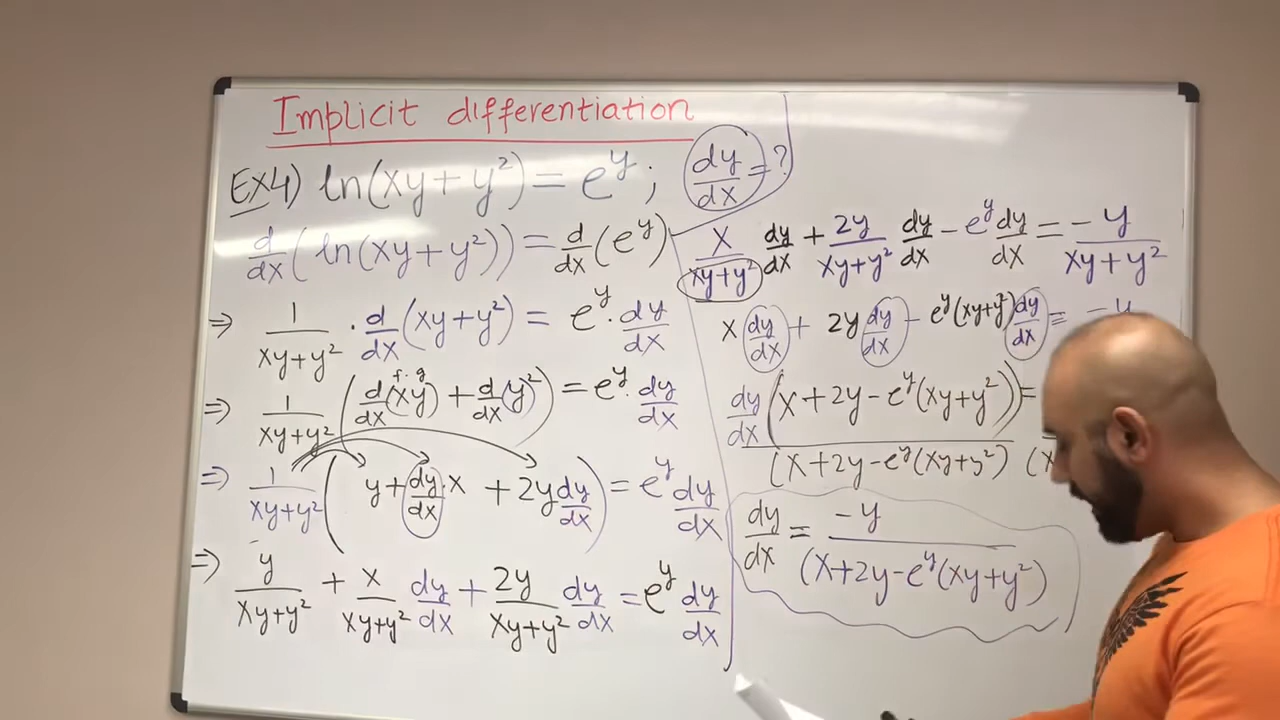 Implicit differentiation
EX4) ln(xy+y²) = e^y ; dy/dx = ?
d/dx (ln(xy+y²)) = d/dx (e^y)
⇒ 1/(xy+y²) · d/dx (xy+y²) = e^y · dy/dx
f·g
⇒ 1/(xy+y²) (d/dx (xy) + d/dx (y²)) = e^y · dy/dx
⇒ 1/(xy+y²) (y + dy/dx · x + 2y dy/dx) = e^y dy/dx
⇒ y/(xy+y²) + x/(xy+y²) dy/dx + 2y/(xy+y²) dy/dx = e^y dy/dx
x/(xy+y²) dy/dx + 2y/(xy+y²) dy/dx − e^y dy/dx = −y/(xy+y²)
x dy/dx + 2y dy/dx − e^y (xy+y²) dy/dx = −y
dy/dx (x+2y−e^y(xy+y²)) =
(x+2y−e^y(xy+y²) (x
dy/dx = −y/(x+2y−e^y(xy+y²)